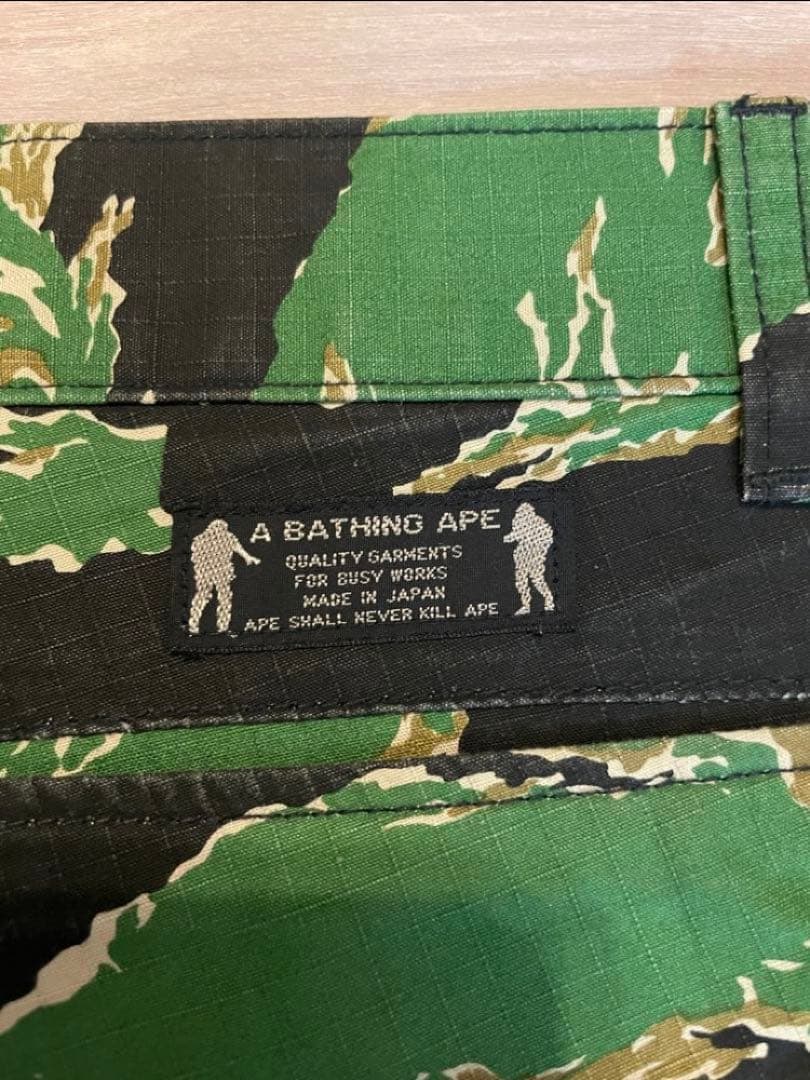 A BATHING APE
QUALITY GARMENTS
FOR BUSY WORKS
MADE IN JAPAN
APE SHALL NEVER KILL APE